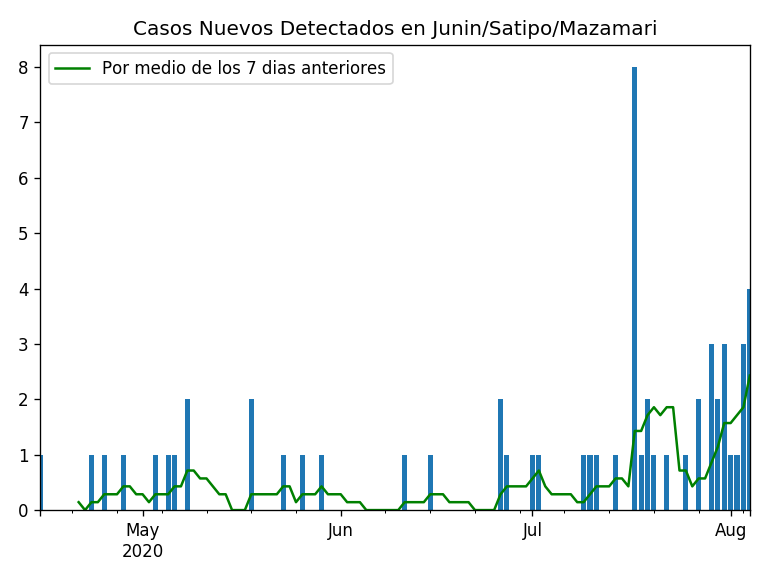 Casos Nuevos Detectados en Junin/Satipo/Mazamari
Por medio de los 7 dias anteriores
8
7
6
5
4
3
2
1
0
May
2020
Jun
Jul
Aug